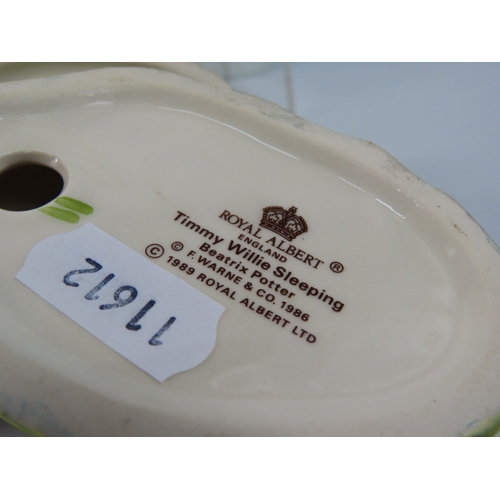 ROYAL ALBERT ®
ENGLAND
Timmy Willie Sleeping
Beatrix Potter
© F. WARNE & CO. 1986
© 1989 ROYAL ALBERT LTD
11612